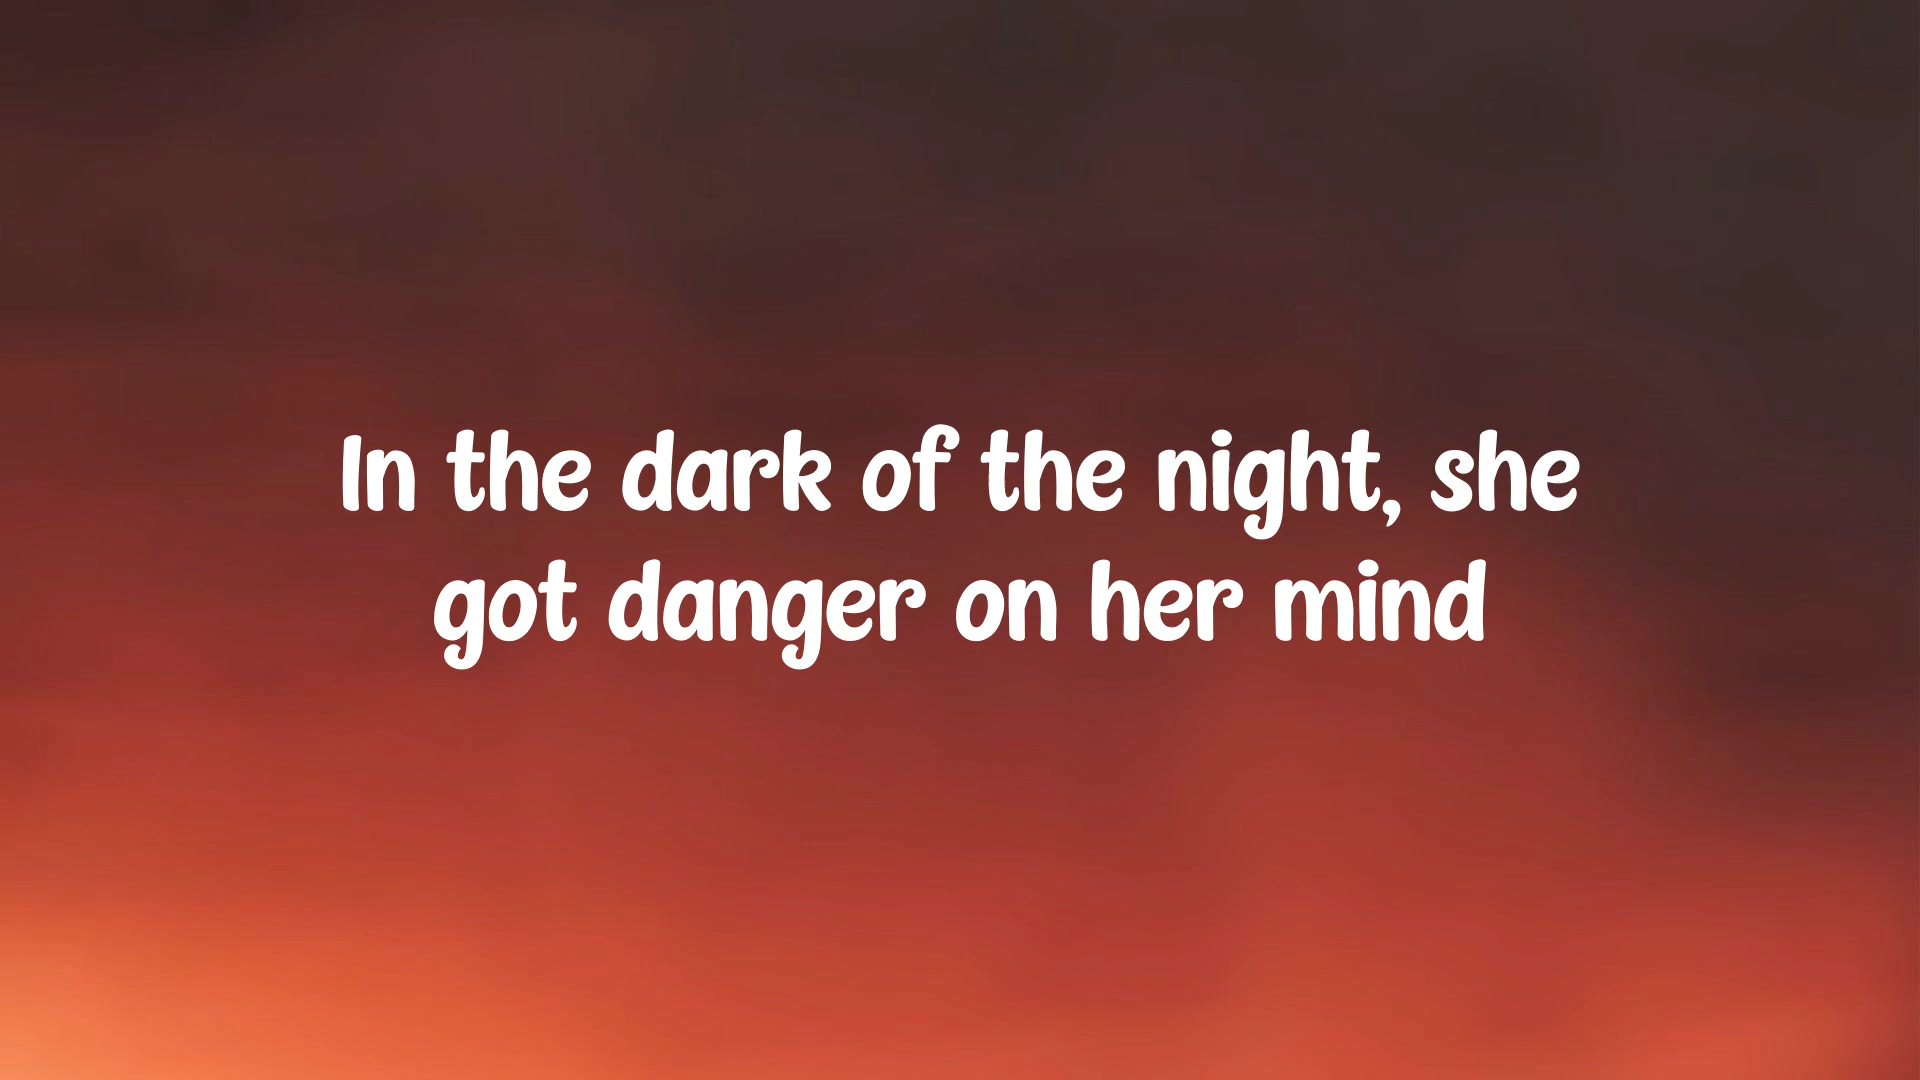 In the dark of the night, she
got danger on her mind